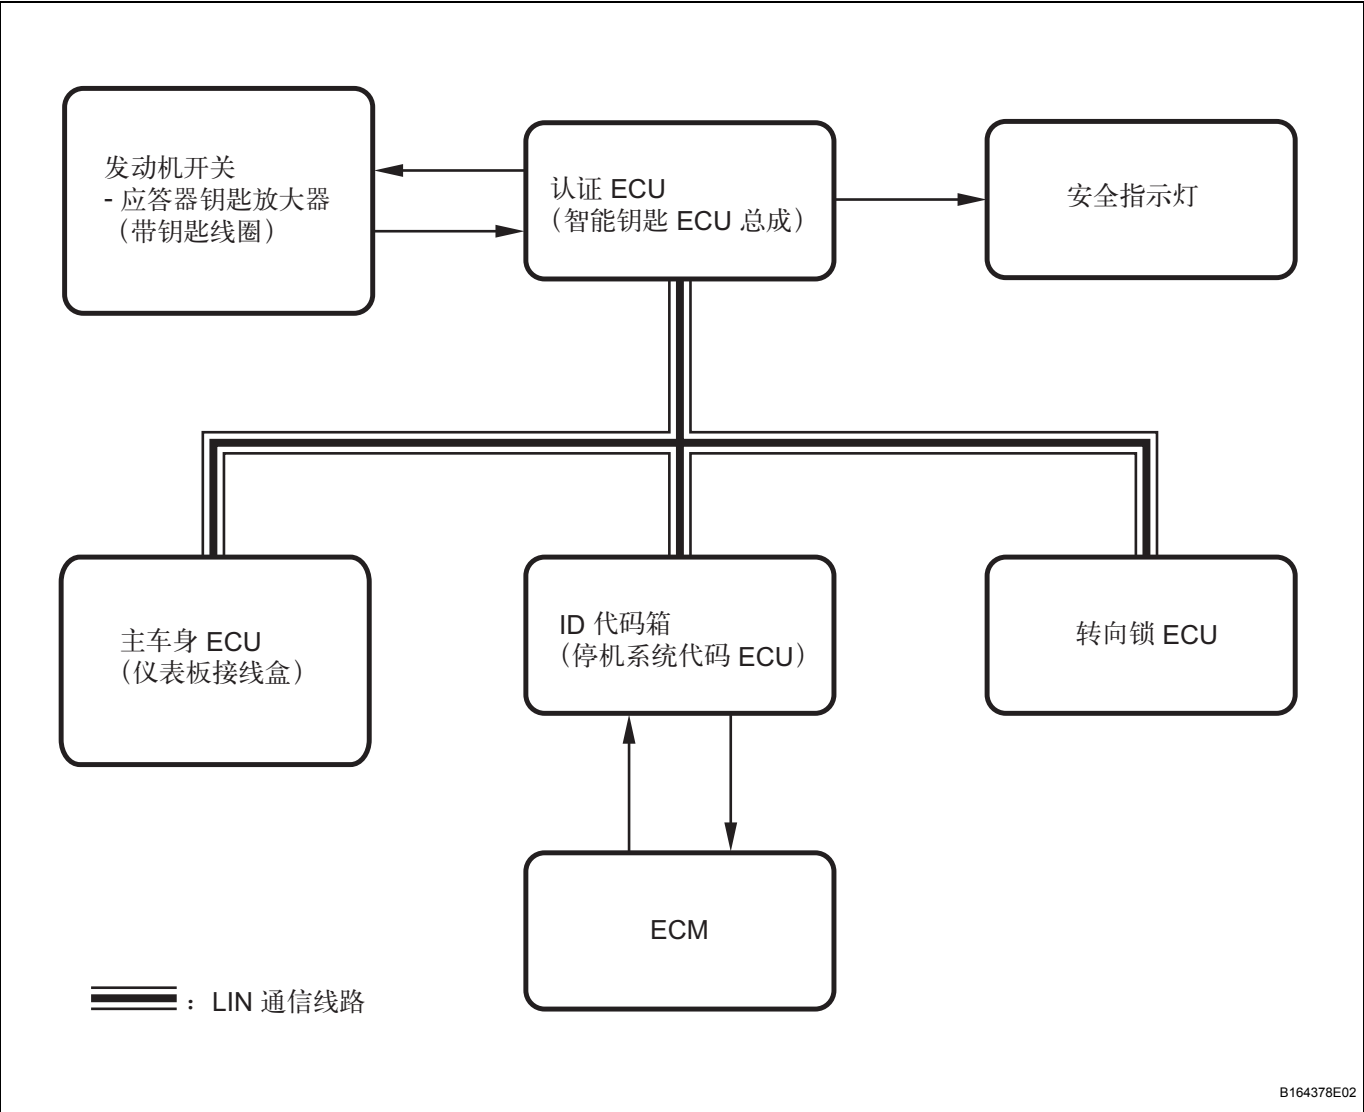 发动机开关
- 应答器钥匙放大器
（带钥匙线圈）
认证 ECU
（智能钥匙 ECU 总成）
安全指示灯
主车身 ECU
（仪表板接线盒）
ID 代码箱
（停机系统代码 ECU）
转向锁 ECU
ECM
：LIN 通信线路
B164378E02